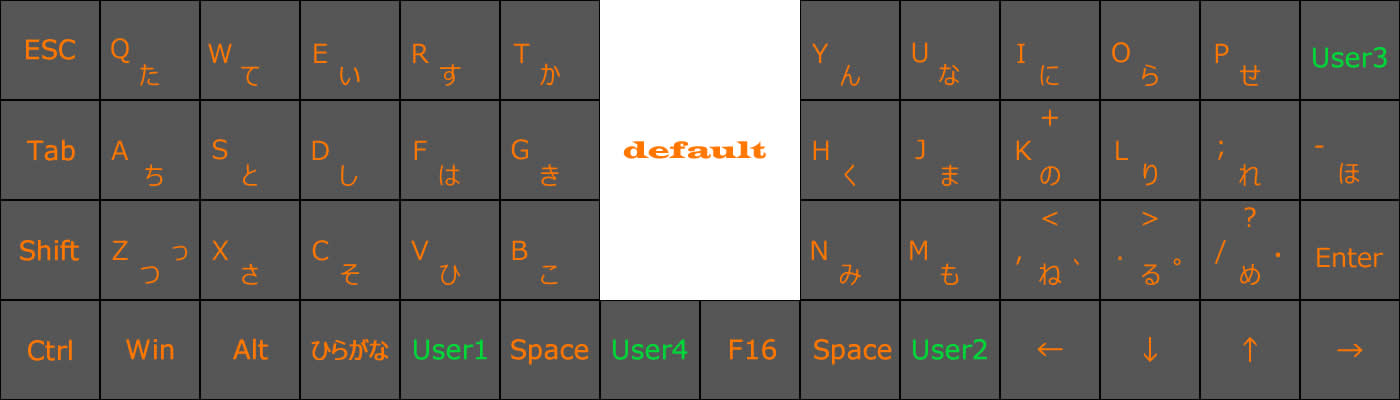 ESC Q た W て E い R す T か Y ん U な I に O ら P せ User3
Tab A ち S と D し F は G き default H く J ま + K の L り ; れ - ほ
Shift Z っ つ X さ C そ V ひ B こ N み M も < , ね 、 > . る 。 ? / め ・ Enter
Ctrl Win Alt ひらがな User1 Space User4 F16 Space User2 ← ↓ ↑ →